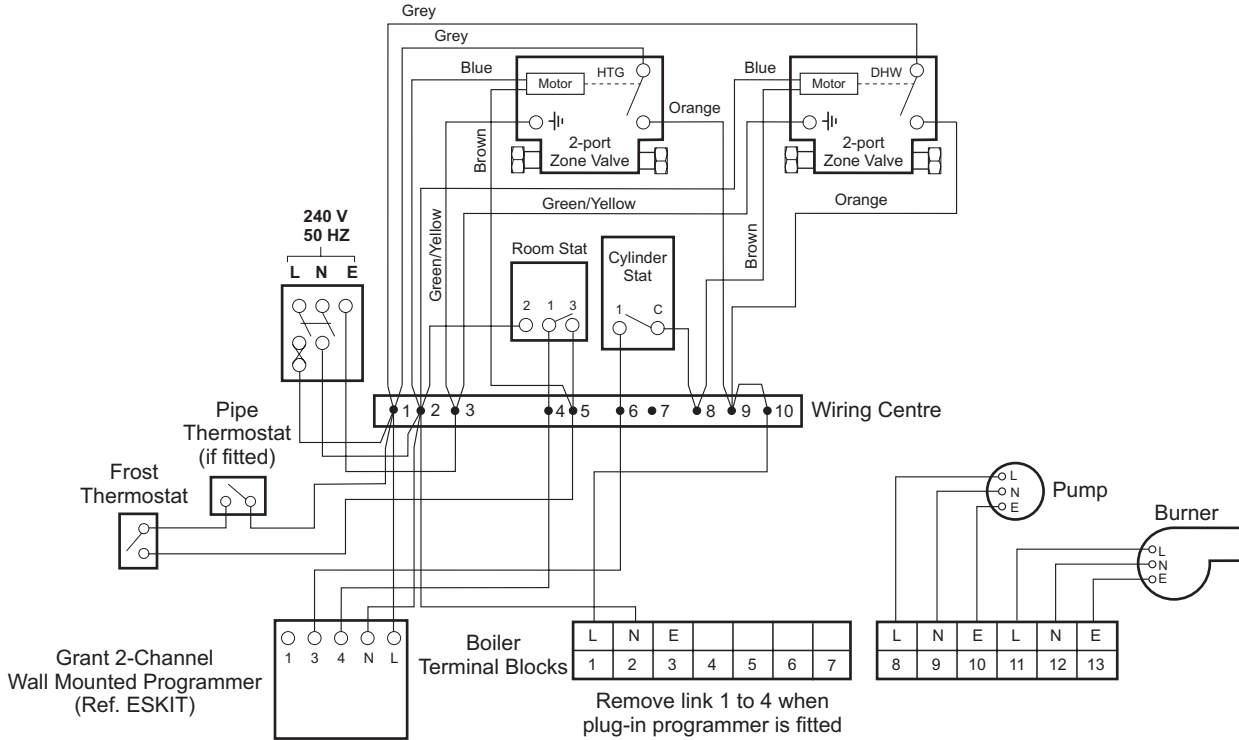 Grey
Grey
Blue
HTG
Motor
Orange
2-port
Zone Valve
Blue
DHW
Motor
2-port
Zone Valve
Brown
Green/Yellow
Green/Yellow
Orange
Brown
240 V
50 HZ
L N E
Room Stat
2 1 3
Cylinder
Stat
1 C
1 2 3 4 5 6 7 8 9 10
Wiring Centre
Pipe
Thermostat
(if fitted)
Frost
Thermostat
L
N
E
Pump
Burner
L
N
E
1 3 4 N L
Grant 2-Channel
Wall Mounted Programmer
(Ref. ESKIT)
Boiler
Terminal Blocks
L N E
1 2 3 4 5 6 7
Remove link 1 to 4 when
plug-in programmer is fitted
L N E L N E
8 9 10 11 12 13